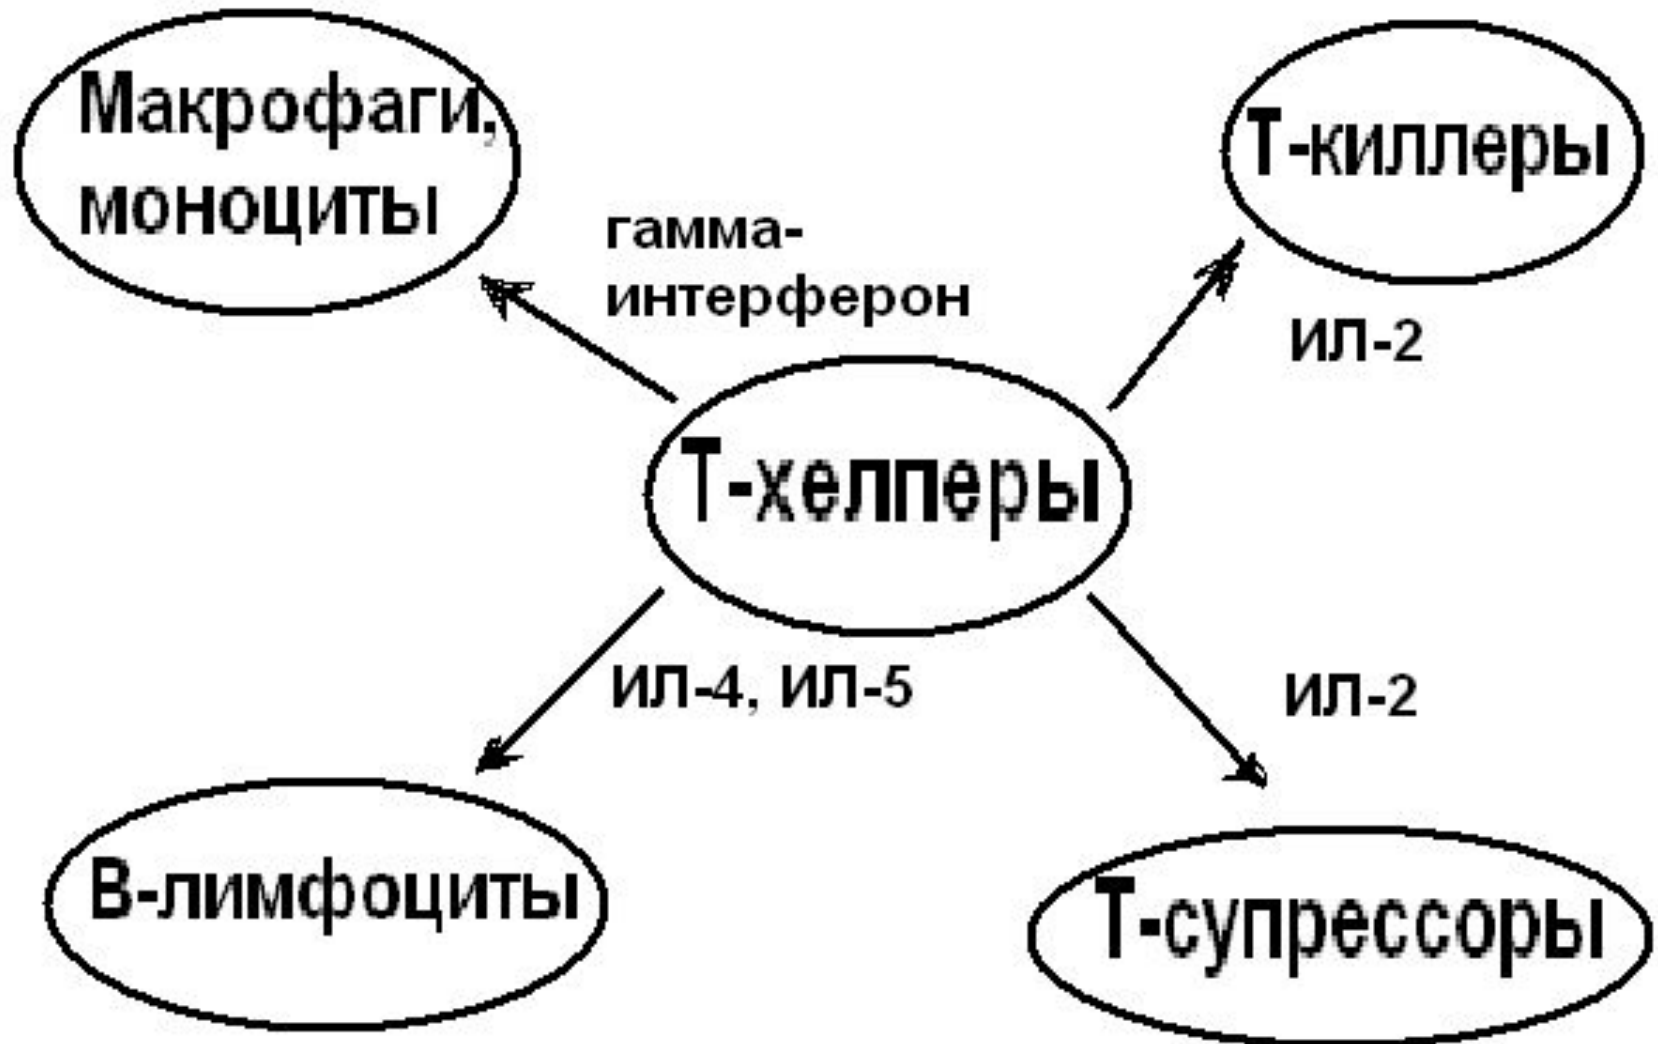 Макрофаги,
моноциты
Т-киллеры
гамма-
интерферон
ИЛ-2
Т-хелперы
ИЛ-4, ИЛ-5
ИЛ-2
В-лимфоциты
Т-супрессоры